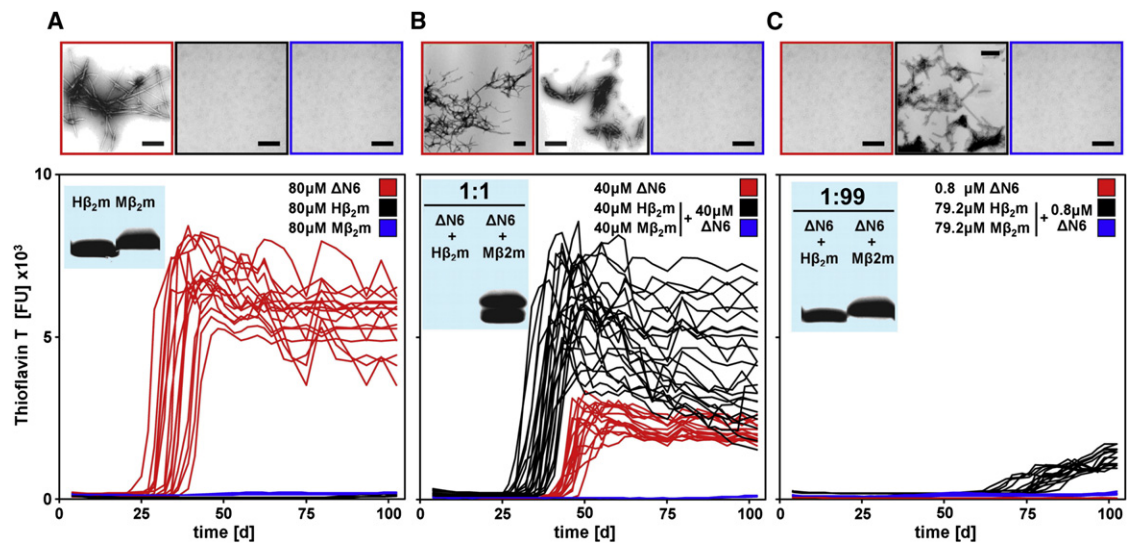 A
B
C
Thioflavin T [FU] x10³
10
5
0
Hβ₂m Mβ₂m
80µM ΔN6
80µM Hβ₂m
80µM Mβ₂m
0 25 50 75 100
time [d]
1:1
ΔN6 ΔN6
+ +
Hβ₂m Mβ2m
40µM ΔN6
40µM Hβ₂m
40µM Mβ₂m
+ 40µM
ΔN6
0 25 50 75 100
time [d]
1:99
ΔN6 ΔN6
+ +
Hβ₂m Mβ2m
0.8 µM ΔN6
79.2µM Hβ₂m
79.2µM Mβ₂m
+ 0.8µM
ΔN6
0 25 50 75 100
time [d]